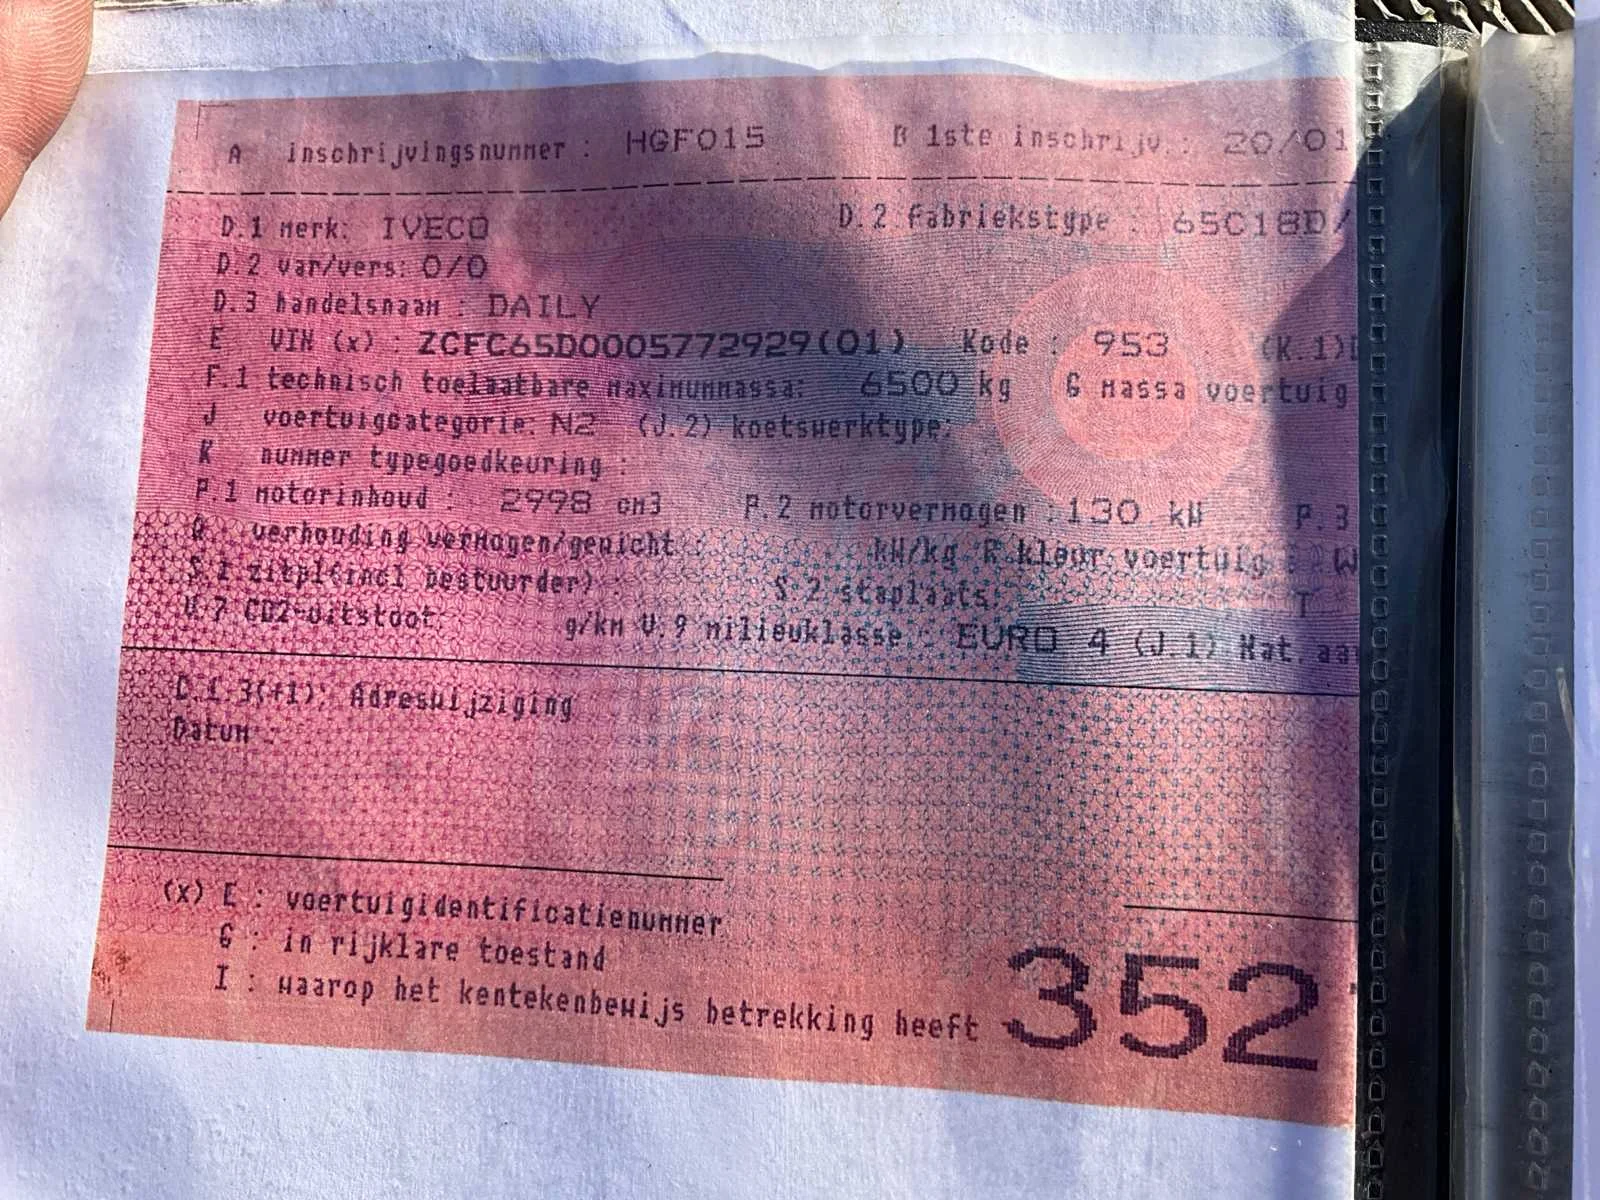 A inschrijvingsnummer : HGF015 B 1ste inschrijv. : 20/01
D.1 merk: IVECO D.2 fabriekstype : 65C18D/
D.2 var/vers: 0/0
D.3 handelsnaam : DAILY
E VIN (x) : ZCFC65D0005772929(01) Kode : 953 (K.1)
F.1 technisch toelaatbare maximummassa: 6500 kg G massa voertuig
J voertuigcategorie: N2 (J.2) koetswerktype:
K nummer typegoedkeuring :
P.1 motorinhoud : 2998 cm3 P.2 motorvermogen : 130 kW P.3
Q verhouding vermogen/gewicht : kW/kg R kleur voertuig : W
S.1 zitpl(incl bestuurder) : S.2 staplaats: T
V.7 CO2-uitstoot: g/km V.9 milieuklasse : EURO 4 (J.1) Nat. aa
C.1.3(+1): Adreswijziging
Datum :
(x) E : voertuigidentificatienummer
G : in rijklare toestand
I : waarop het kentekenbewijs betrekking heeft
352